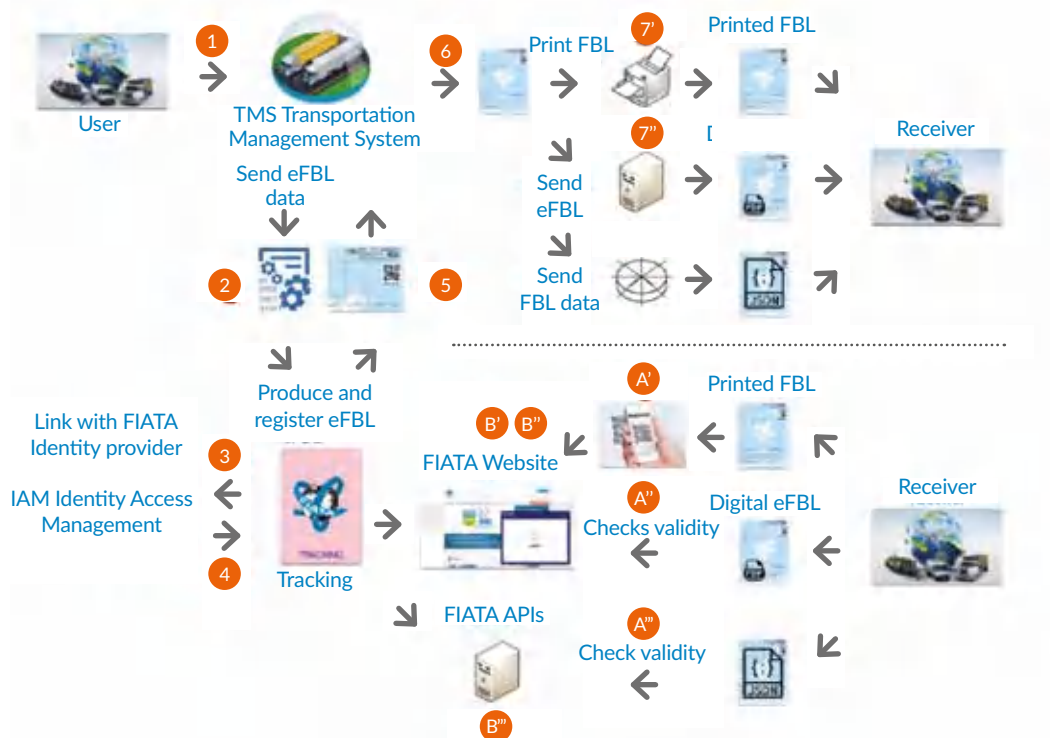 1
6
Print FBL
7'
Printed FBL
User
TMS Transportation
Management System
7''
Receiver
Send eFBL
data
Send
eFBL
PDF
2
5
Send
FBL data
{;}
JSON
A'
Printed FBL
Produce and
register eFBL
Link with FIATA
Identity provider
3
B' B''
FIATA Website
A''
Digital eFBL
Receiver
IAM Identity Access
Management
Checks validity
PDF
TRACKING
4
Tracking
FIATA APIs
A'''
Check validity
{;}
JSON
B'''